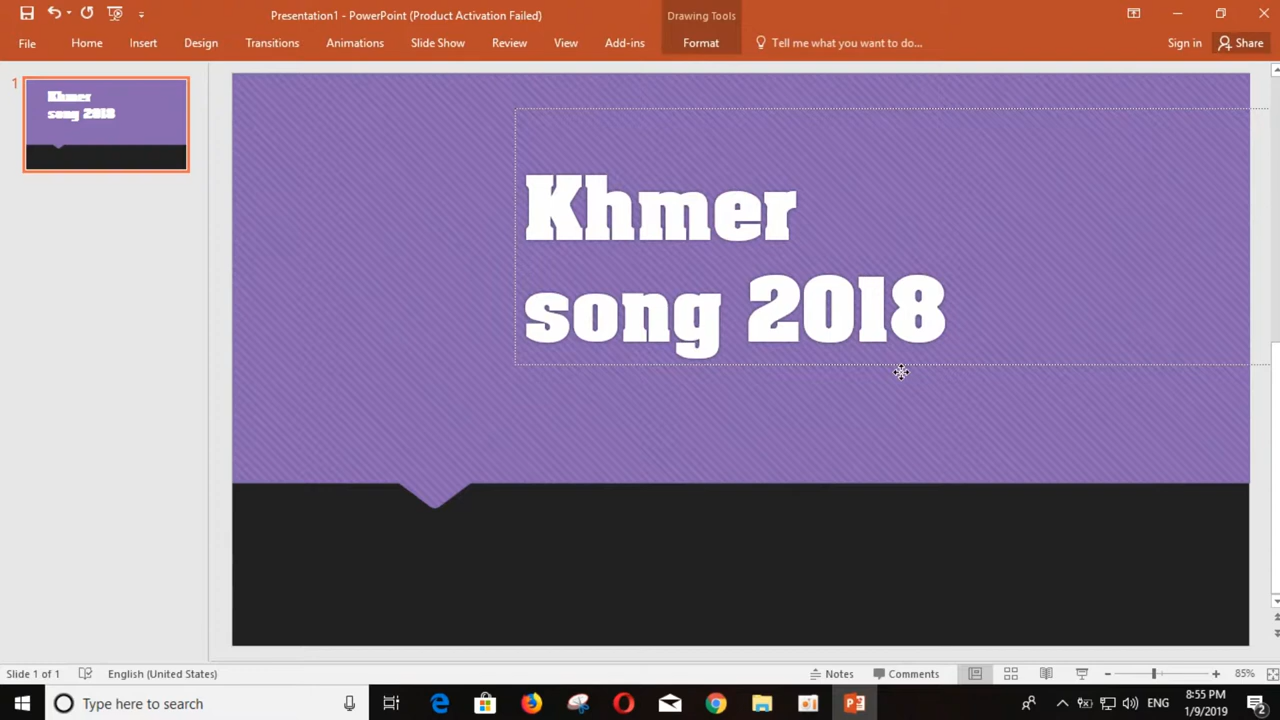 Presentation1 - PowerPoint (Product Activation Failed)
Drawing Tools
File Home Insert Design Transitions Animations Slide Show Review View Add-ins Format Tell me what you want to do... Sign in Share
1
Khmer
song 2018
Khmer
song 2018
Slide 1 of 1 English (United States) Notes Comments 85%
Type here to search
ENG
8:55 PM
1/9/2019
2